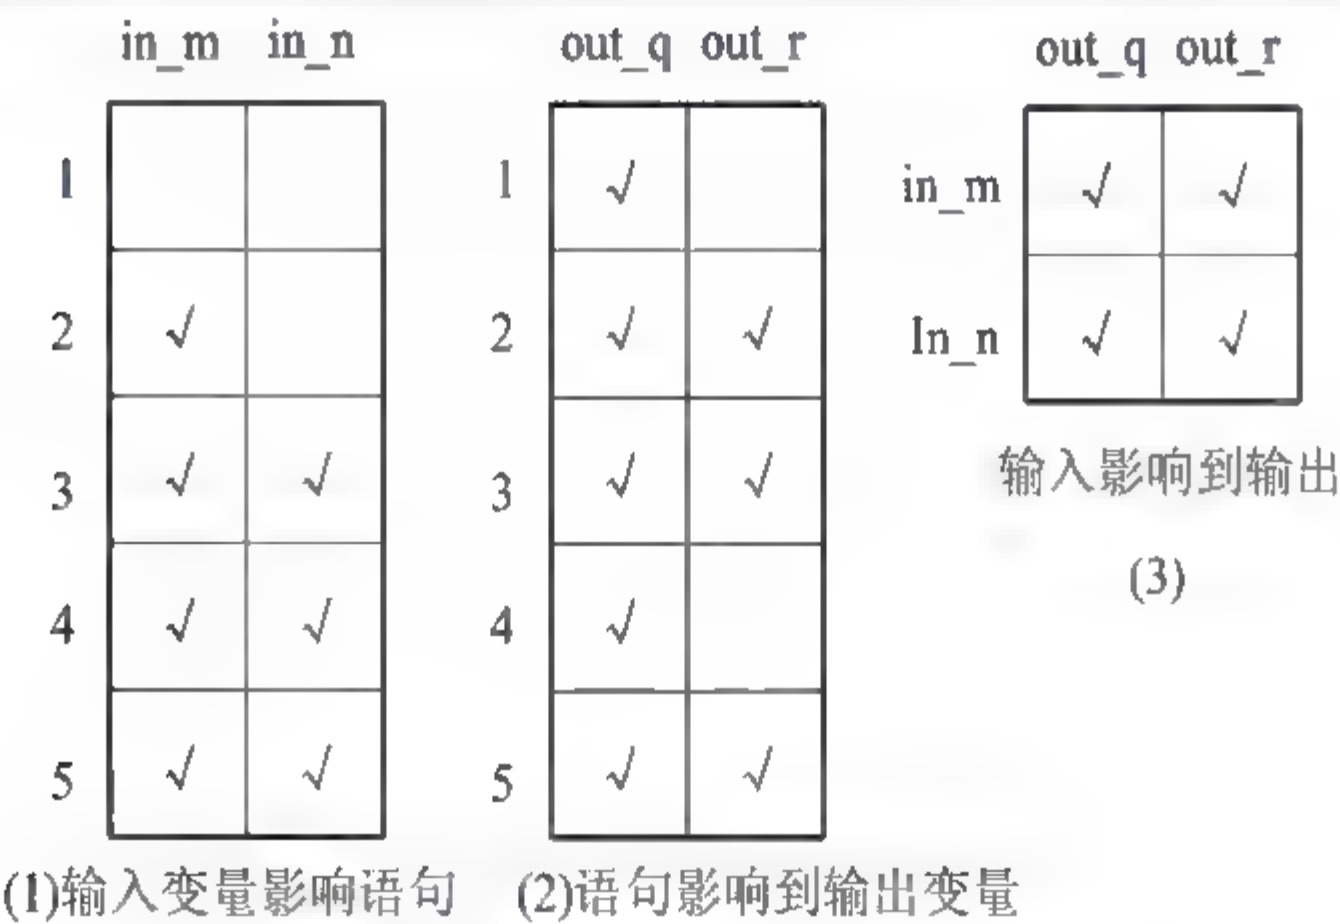 in_m in_n
1
2 √
3 √ √
4 √ √
5 √ √
(1)输入变量影响语句
out_q out_r
1 √
2 √ √
3 √ √
4 √
5 √ √
(2)语句影响到输出变量
out_q out_r
in_m √ √
In_n √ √
输入影响到输出
(3)